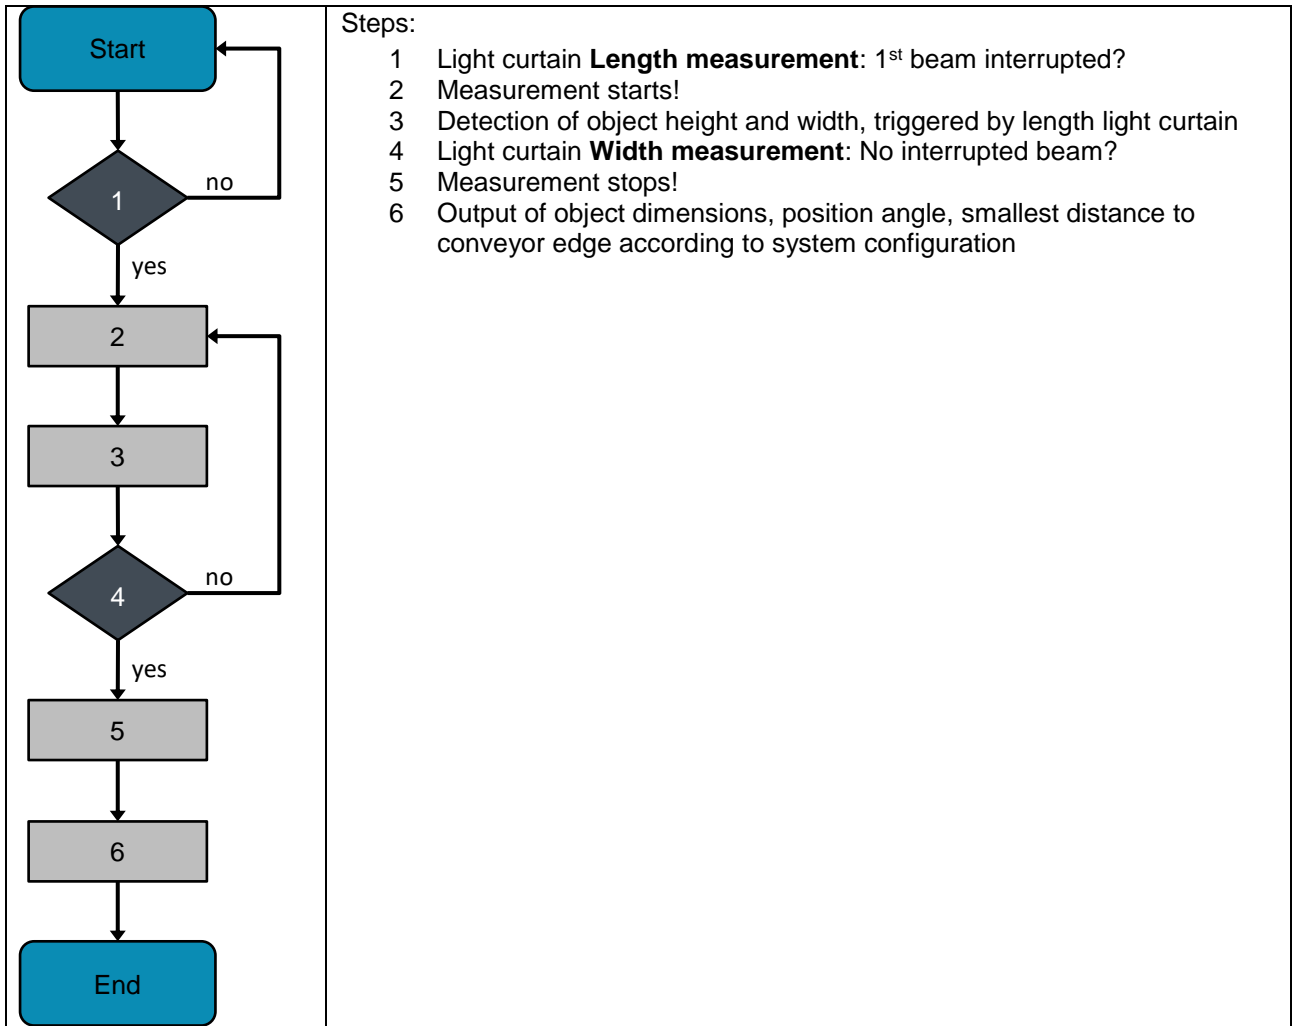 Start
1
no
yes
2
3
4
no
yes
5
6
End
Steps:
1 Light curtain Length measurement: 1st beam interrupted?
2 Measurement starts!
3 Detection of object height and width, triggered by length light curtain
4 Light curtain Width measurement: No interrupted beam?
5 Measurement stops!
6 Output of object dimensions, position angle, smallest distance to
conveyor edge according to system configuration